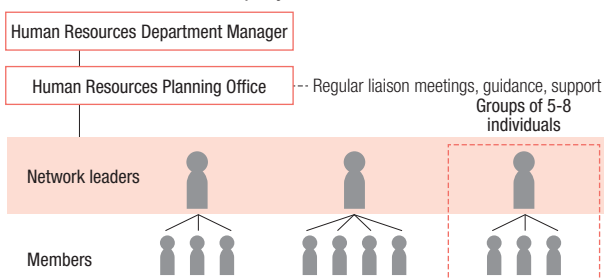 Human Resources Department Manager
Human Resources Planning Office
Regular liaison meetings, guidance, support
Groups of 5-8
individuals
Network leaders
Members